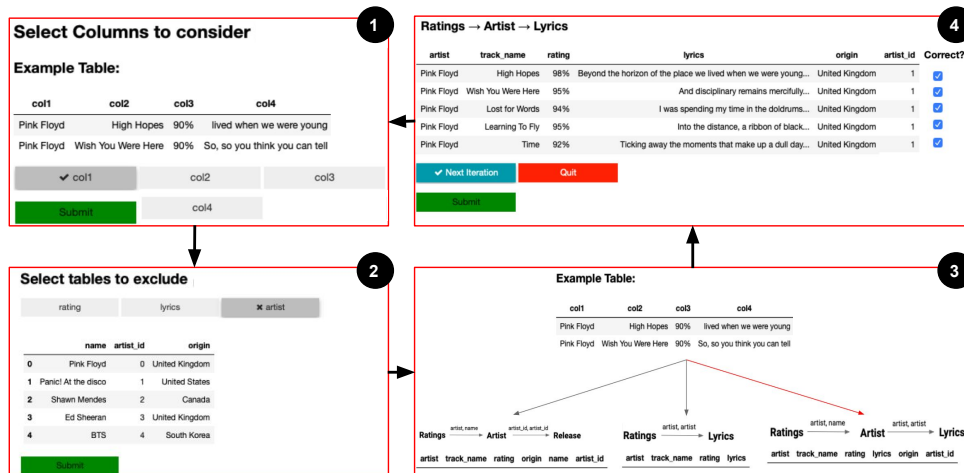 1
Select Columns to consider
Example Table:
col1 col2 col3 col4
Pink Floyd High Hopes 90% lived when we were young
Pink Floyd Wish You Were Here 90% So, so you think you can tell
✔ col1 col2 col3
Submit col4
4
Ratings → Artist → Lyrics
artist track_name rating lyrics origin artist_id Correct?
Pink Floyd High Hopes 98% Beyond the horizon of the place we lived when we were young... United Kingdom 1
Pink Floyd Wish You Were Here 95% And disciplinary remains mercifully... United Kingdom 1
Pink Floyd Lost for Words 94% I was spending my time in the doldrums... United Kingdom 1
Pink Floyd Learning To Fly 95% Into the distance, a ribbon of black... United Kingdom 1
Pink Floyd Time 92% Ticking away the moments that make up a dull day... United Kingdom 1
✔ Next Iteration Quit
Submit
2
Select tables to exclude
rating lyrics ✖ artist
name artist_id origin
0 Pink Floyd 0 United Kingdom
1 Panic! At the disco 1 United States
2 Shawn Mendes 2 Canada
3 Ed Sheeran 3 United Kingdom
4 BTS 4 South Korea
Submit
3
Example Table:
col1 col2 col3 col4
Pink Floyd High Hopes 90% lived when we were young
Pink Floyd Wish You Were Here 90% So, so you think you can tell
artist, name artist_id, artist_id
Ratings Artist Release
artist track_name rating origin name artist_id
artist, artist
Ratings Lyrics
artist track_name rating lyrics
artist, name artist, artist
Ratings Artist Lyrics
artist track_name rating lyrics origin artist_id